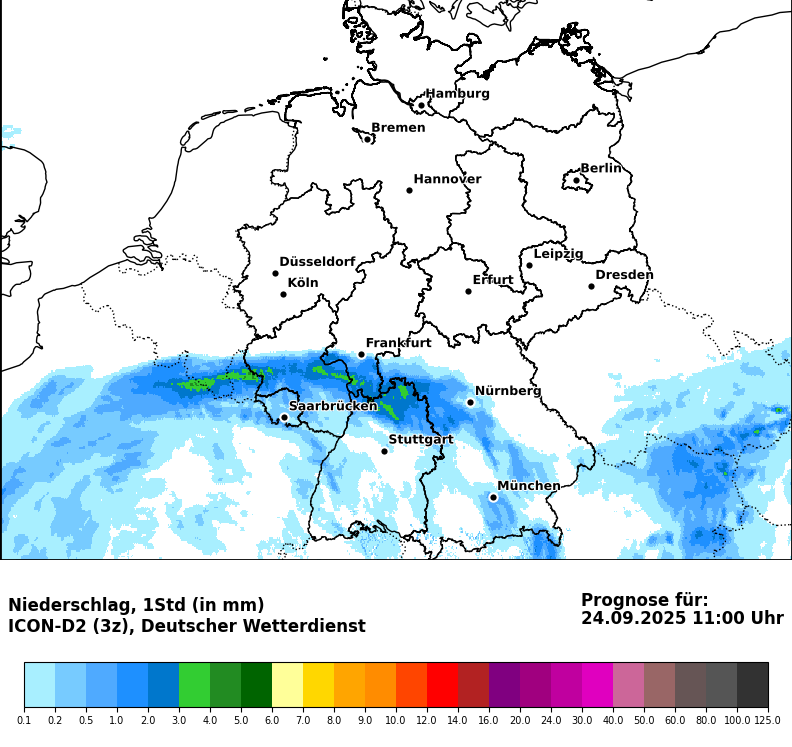 Hamburg
Bremen
Berlin
Hannover
Leipzig
Düsseldorf
Dresden
Köln
Erfurt
Frankfurt
Nürnberg
Saarbrücken
Stuttgart
München
Niederschlag, 1Std (in mm)
ICON-D2 (3z), Deutscher Wetterdienst
Prognose für:
24.09.2025 11:00 Uhr
0.1 0.2 0.5 1.0 2.0 3.0 4.0 5.0 6.0 7.0 8.0 9.0 10.0 12.0 14.0 16.0 20.0 24.0 30.0 40.0 50.0 60.0 80.0 100.0 125.0